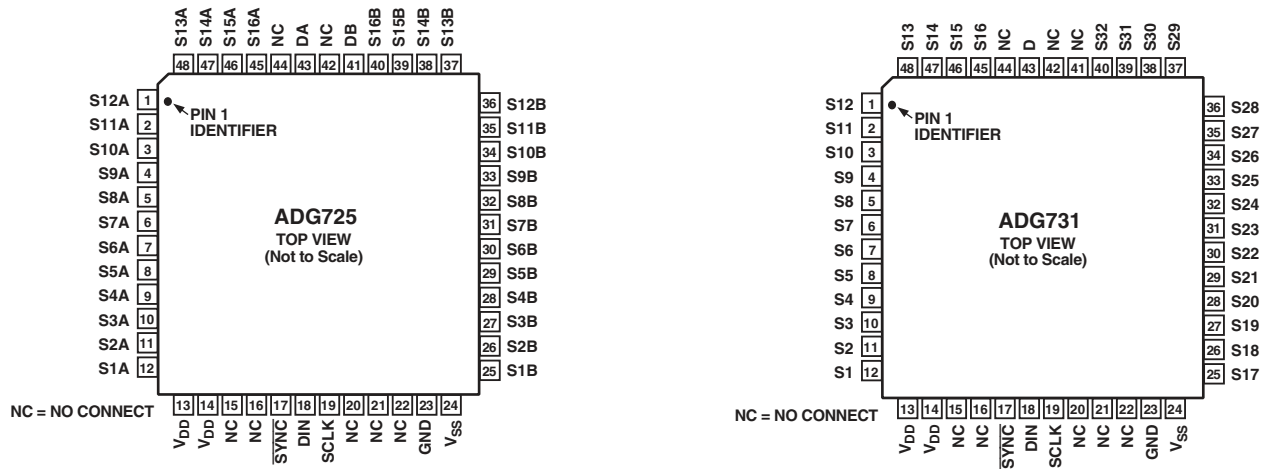 S13A S14A S15A S16A NC DA NC DB S16B S15B S14B S13B
48 47 46 45 44 43 42 41 40 39 38 37
S12A 1
S11A 2
S10A 3
S9A 4
S8A 5
S7A 6
S6A 7
S5A 8
S4A 9
S3A 10
S2A 11
S1A 12
PIN 1
IDENTIFIER
ADG725
TOP VIEW
(Not to Scale)
36 S12B
35 S11B
34 S10B
33 S9B
32 S8B
31 S7B
30 S6B
29 S5B
28 S4B
27 S3B
26 S2B
25 S1B
13 14 15 16 17 18 19 20 21 22 23 24
VDD VDD NC NC SYNC DIN SCLK NC NC NC GND VSS
NC = NO CONNECT
S13 S14 S15 S16 NC D NC NC S32 S31 S30 S29
48 47 46 45 44 43 42 41 40 39 38 37
S12 1
S11 2
S10 3
S9 4
S8 5
S7 6
S6 7
S5 8
S4 9
S3 10
S2 11
S1 12
PIN 1
IDENTIFIER
ADG731
TOP VIEW
(Not to Scale)
36 S28
35 S27
34 S26
33 S25
32 S24
31 S23
30 S22
29 S21
28 S20
27 S19
26 S18
25 S17
13 14 15 16 17 18 19 20 21 22 23 24
VDD VDD NC NC SYNC DIN SCLK NC NC NC GND VSS
NC = NO CONNECT